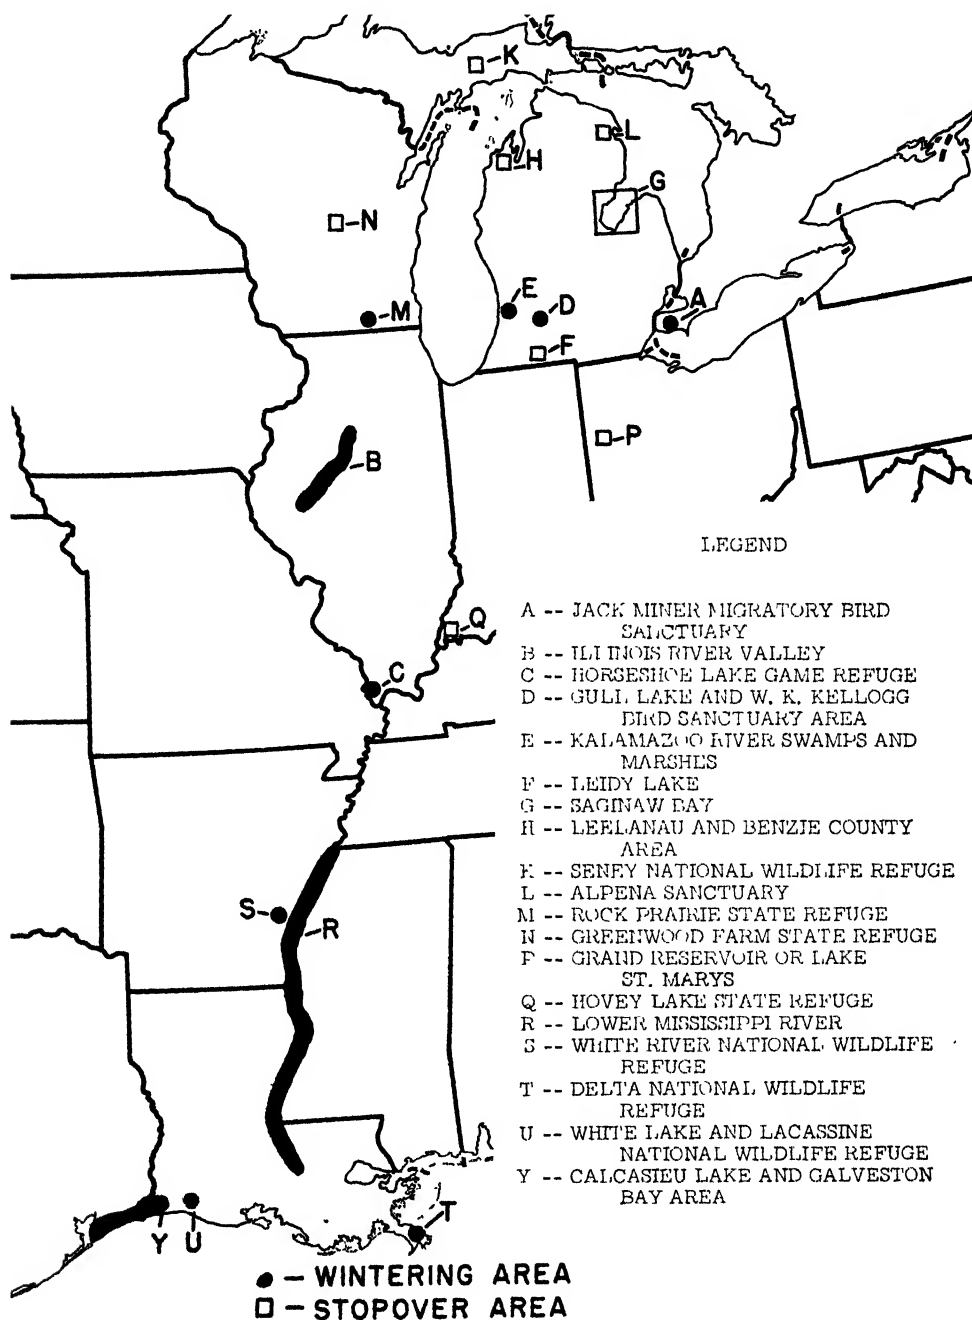 K
L
H
G
N
E
D
A
M
F
B
P
Q
C
S
R
Y
U
T
LEGEND
A -- JACK MINER MIGRATORY BIRD
SANCTUARY
B -- ILLINOIS RIVER VALLEY
C -- HORSESHOE LAKE GAME REFUGE
D -- GULL LAKE AND W. K. KELLOGG
BIRD SANCTUARY AREA
E -- KALAMAZOO RIVER SWAMPS AND
MARSHES
F -- LEIDY LAKE
G -- SAGINAW BAY
H -- LEELANAU AND BENZIE COUNTY
AREA
K -- SENEY NATIONAL WILDLIFE REFUGE
L -- ALPENA SANCTUARY
M -- ROCK PRAIRIE STATE REFUGE
N -- GREENWOOD FARM STATE REFUGE
P -- GRAND RESERVOIR OR LAKE
ST. MARYS
Q -- HOVEY LAKE STATE REFUGE
R -- LOWER MISSISSIPPI RIVER
S -- WHITE RIVER NATIONAL WILDLIFE
REFUGE
T -- DELTA NATIONAL WILDLIFE
REFUGE
U -- WHITE LAKE AND LACASSINE
NATIONAL WILDLIFE REFUGE
Y -- CALCASIEU LAKE AND GALVESTON
BAY AREA
● – WINTERING AREA
□ – STOPOVER AREA